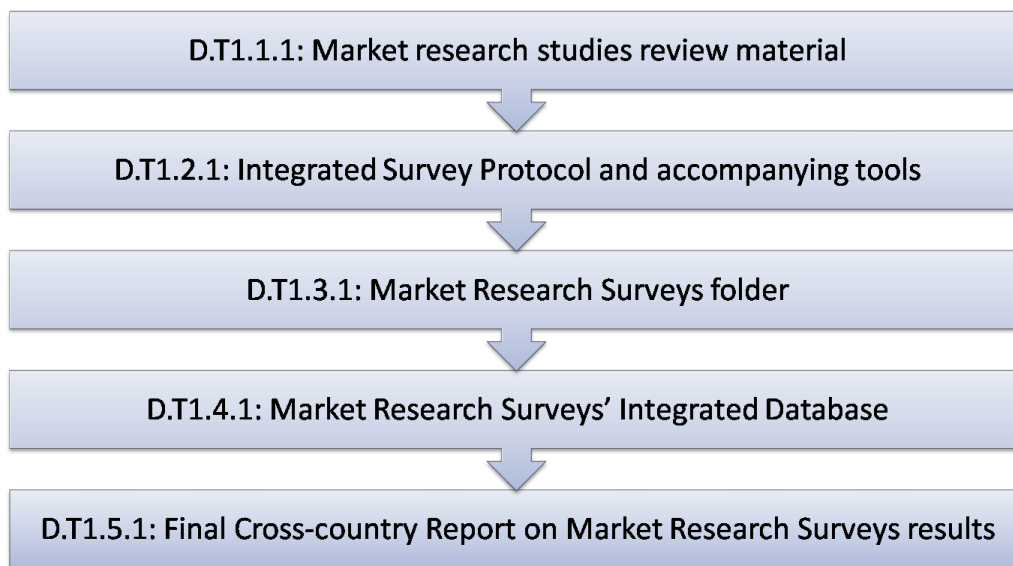 D.T1.1.1: Market research studies review material
D.T1.2.1: Integrated Survey Protocol and accompanying tools
D.T1.3.1: Market Research Surveys folder
D.T1.4.1: Market Research Surveys’ Integrated Database
D.T1.5.1: Final Cross-country Report on Market Research Surveys results